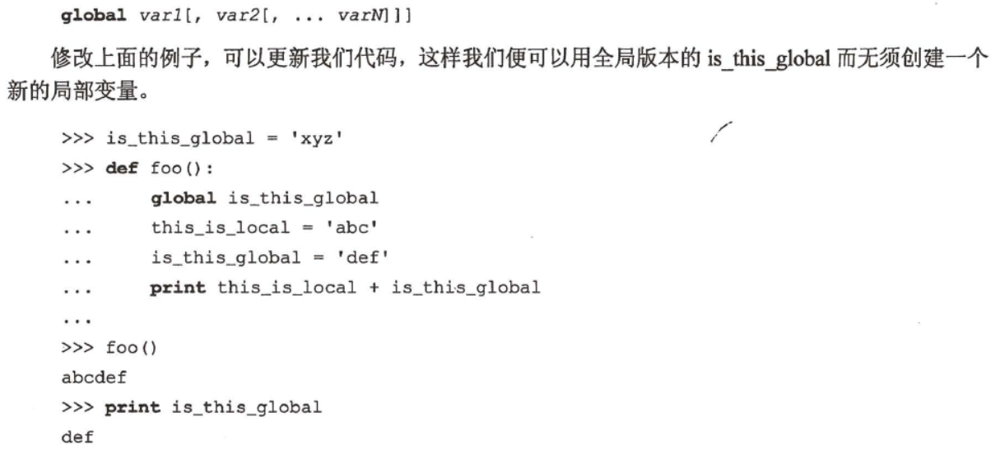 global var1[, var2[, ... varN]]]
修改上面的例子，可以更新我们代码，这样我们便可以用全局版本的 is_this_global 而无须创建一个
新的局部变量。
>>> is_this_global = 'xyz'
>>> def foo():
...     global is_this_global
...     this_is_local = 'abc'
...     is_this_global = 'def'
...     print this_is_local + is_this_global
...
>>> foo()
abcdef
>>> print is_this_global
def